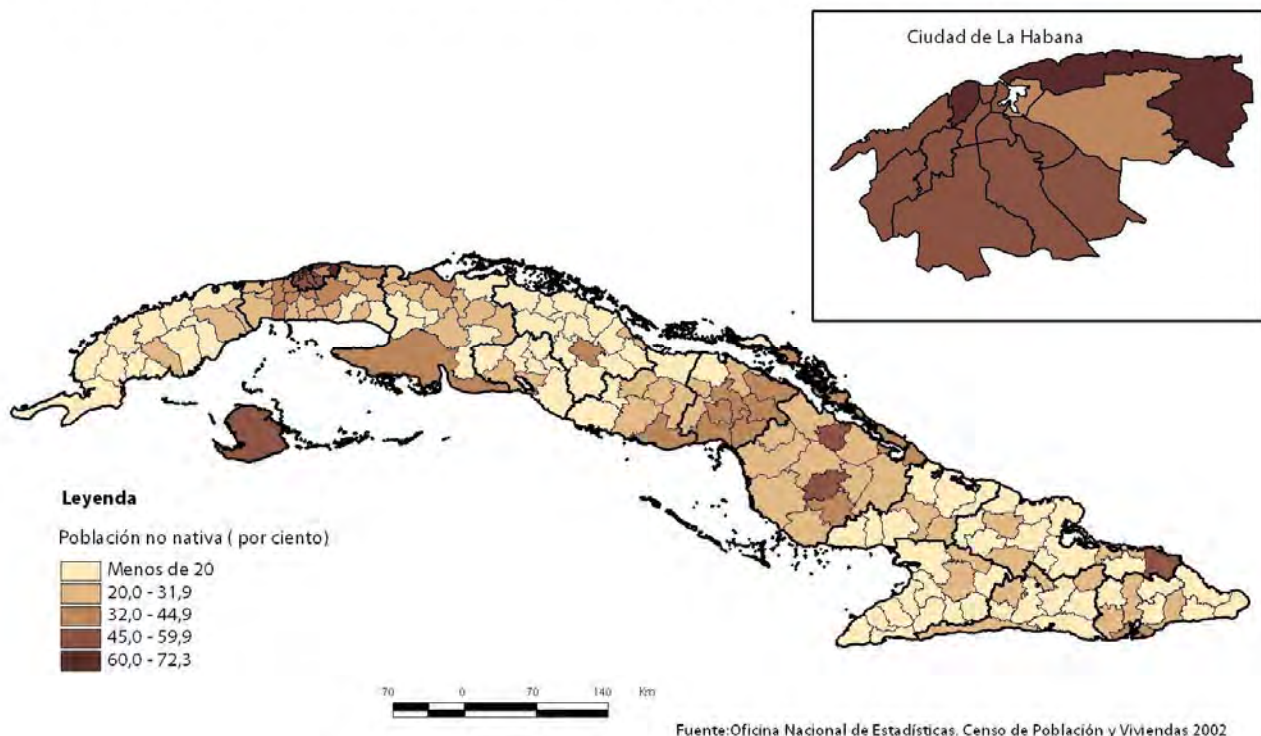 Ciudad de La Habana
Leyenda
Población no nativa ( por ciento)
Menos de 20
20,0 - 31,9
32,0 - 44,9
45,0 - 59,9
60,0 - 72,3
70 0 70 140 Km
Fuente:Oficina Nacional de Estadísticas. Censo de Población y Viviendas 2002